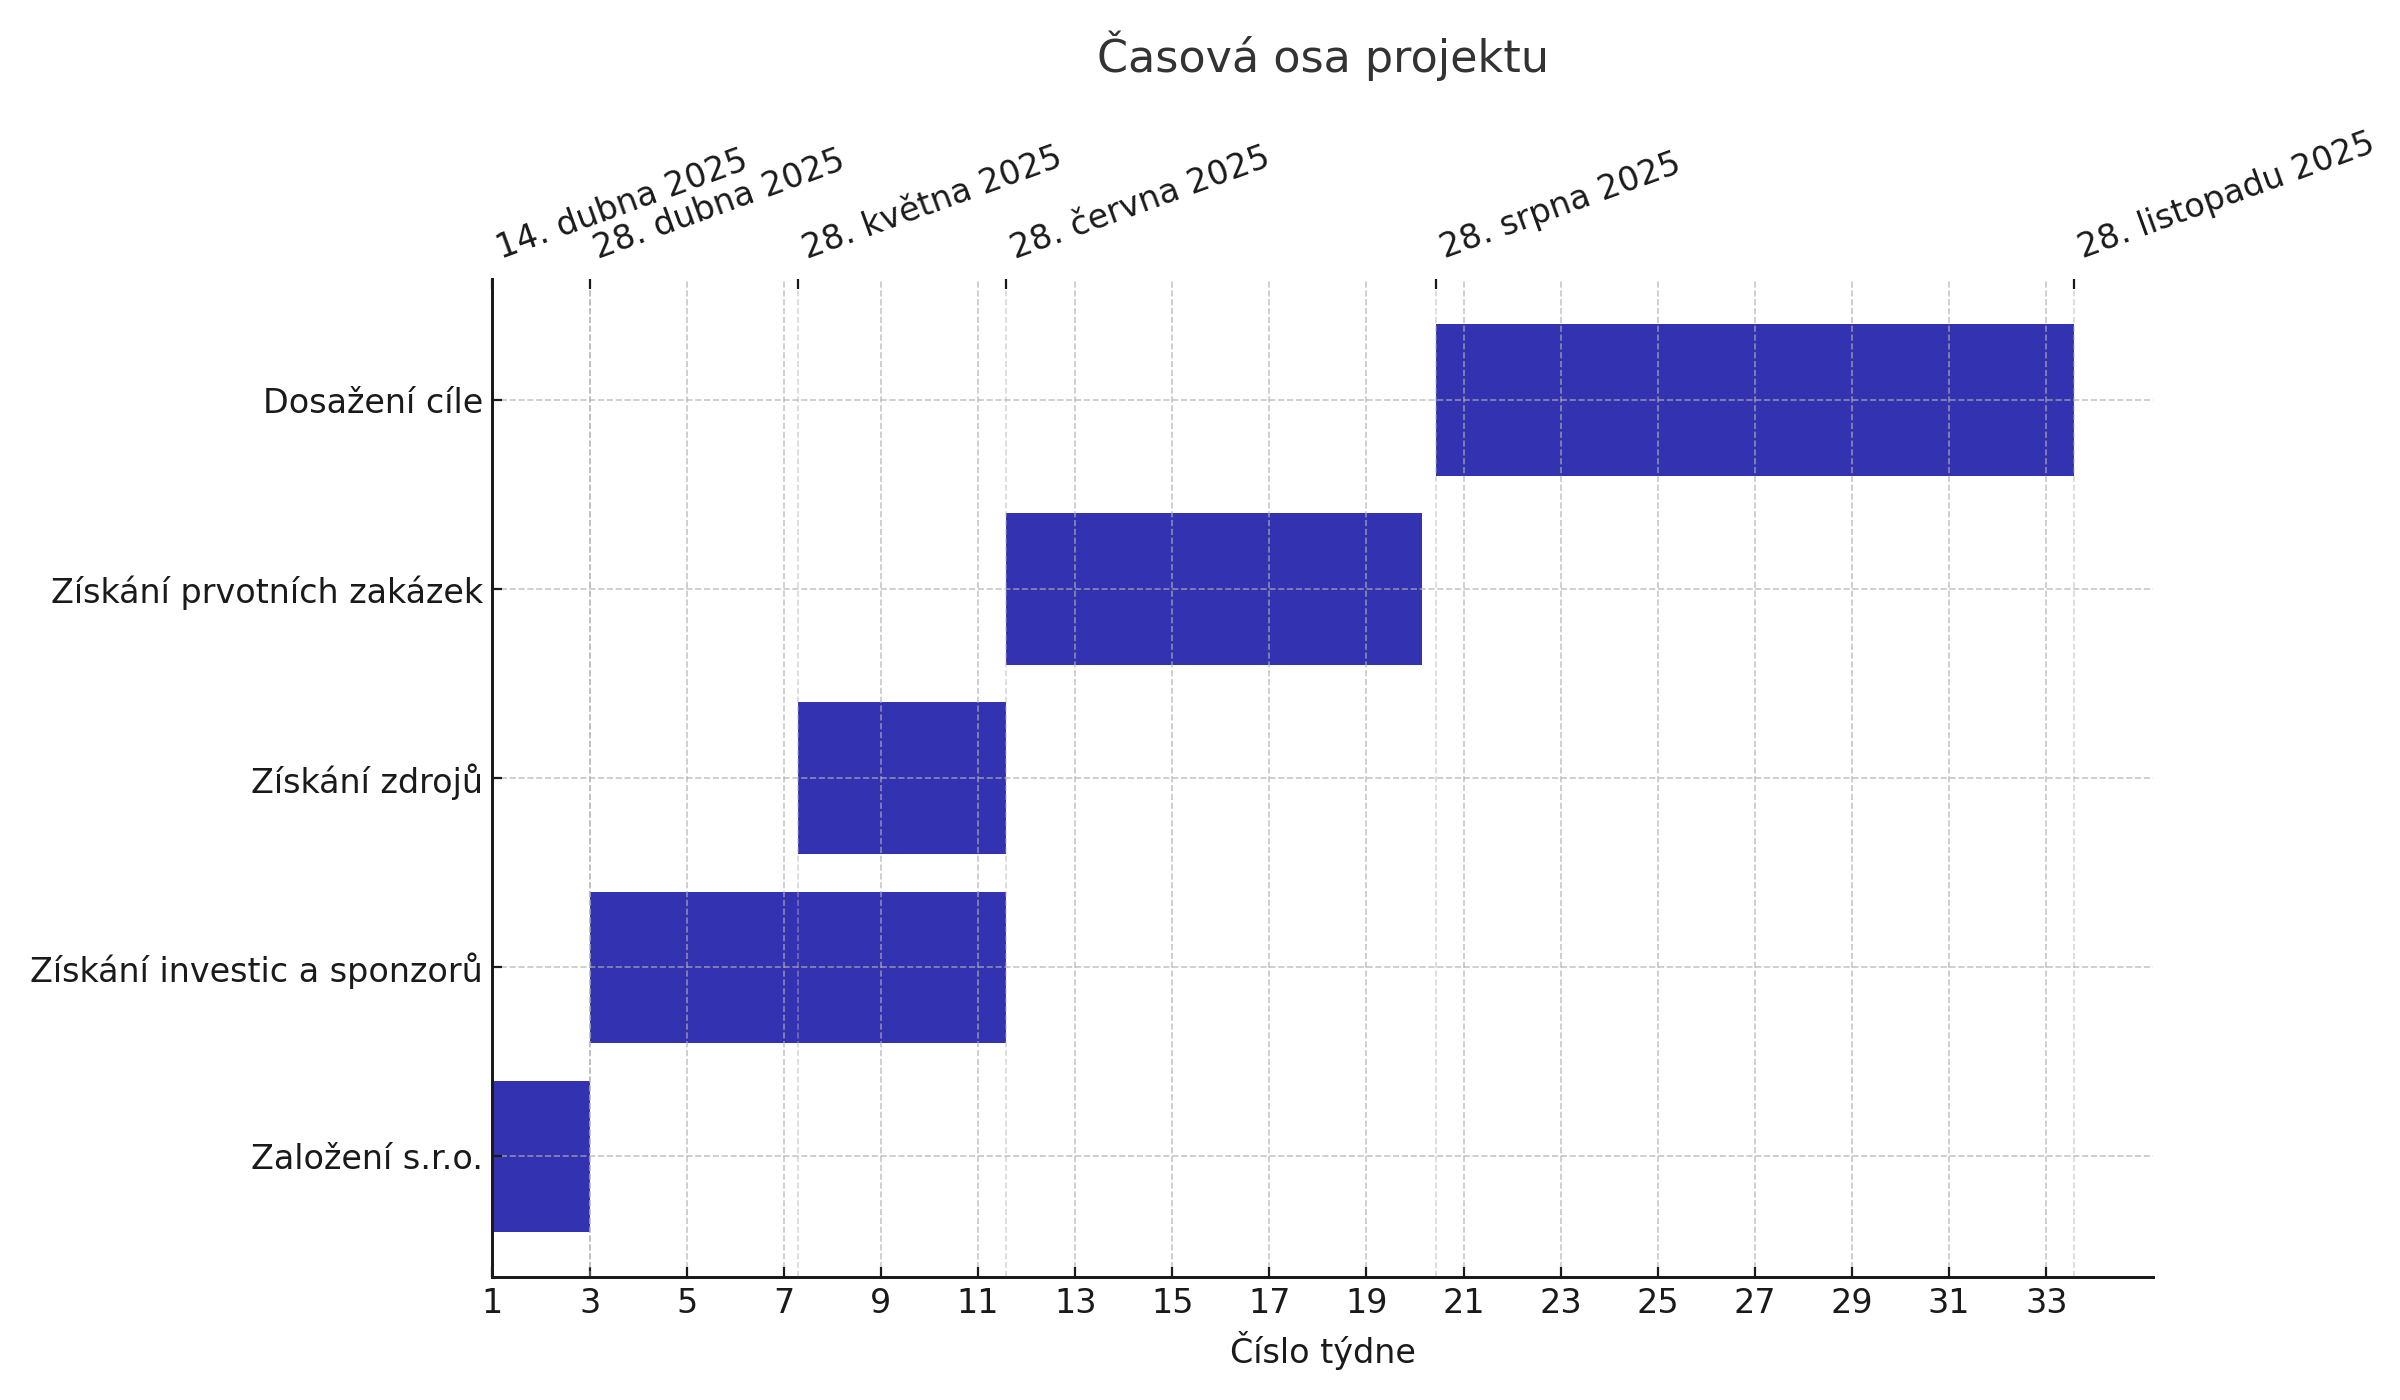 Časová osa projektu
14. dubna 2025
28. dubna 2025
28. května 2025
28. června 2025
28. srpna 2025
28. listopadu 2025
Dosažení cíle
Získání prvotních zakázek
Získání zdrojů
Získání investic a sponzorů
Založení s.r.o.
1 3 5 7 9 11 13 15 17 19 21 23 25 27 29 31 33
Číslo týdne